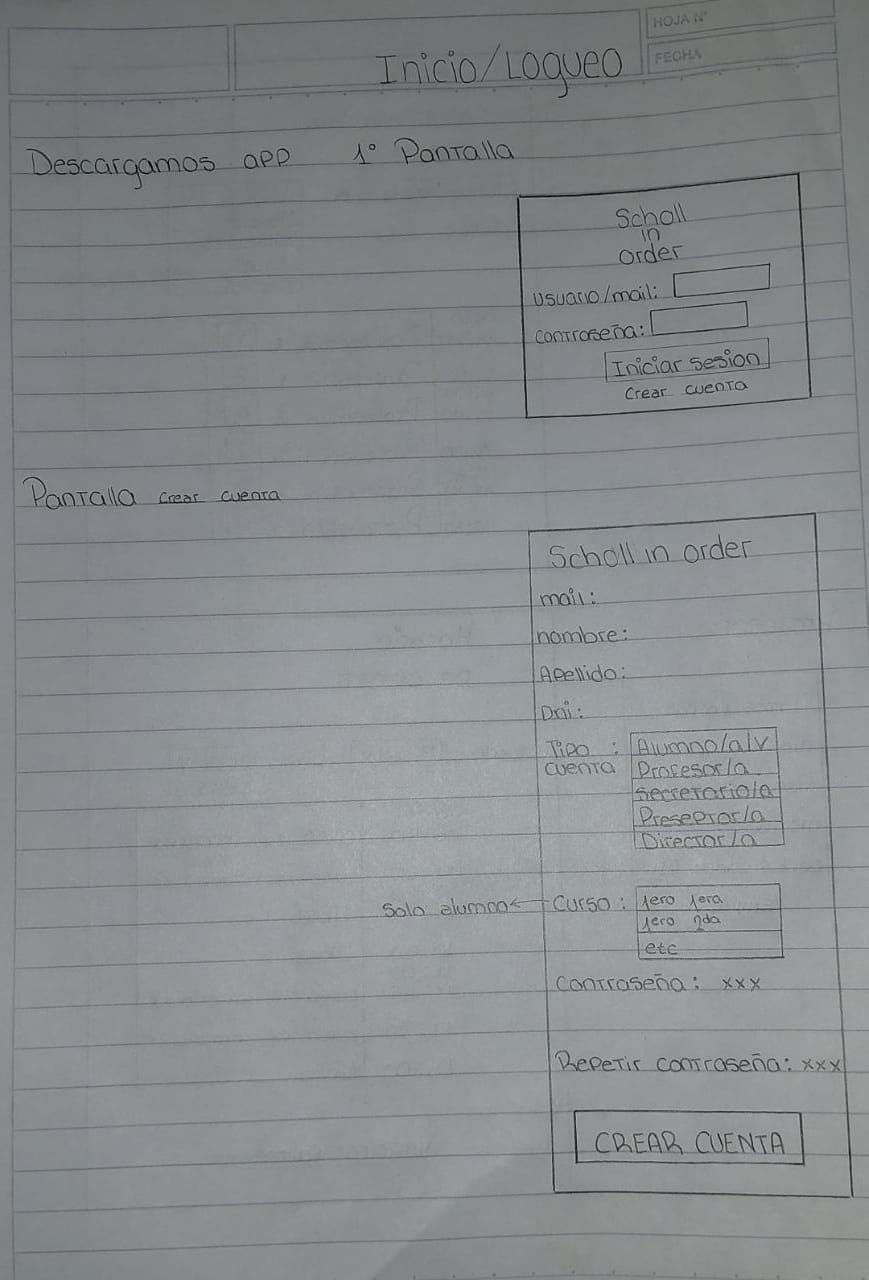 HOJA N°
FECHA
Inicio/Logueo
Descargamos app 1° Pantalla
Scholl
in
order
usuario/mail:
contraseña:
Iniciar sesion
Crear cuenta
Pantalla crear cuenta
Scholl in order
mail:
nombre:
Apellido:
Dni:
Tipo : Alumno/a/v
cuenta Profesor/a
Secretario/a
Preseptor/a
Director/a
Solo alumnos Curso: 1ero 1era
1ero 2da
etc
contraseña: xxx
Repetir contraseña: xxx
CREAR CUENTA